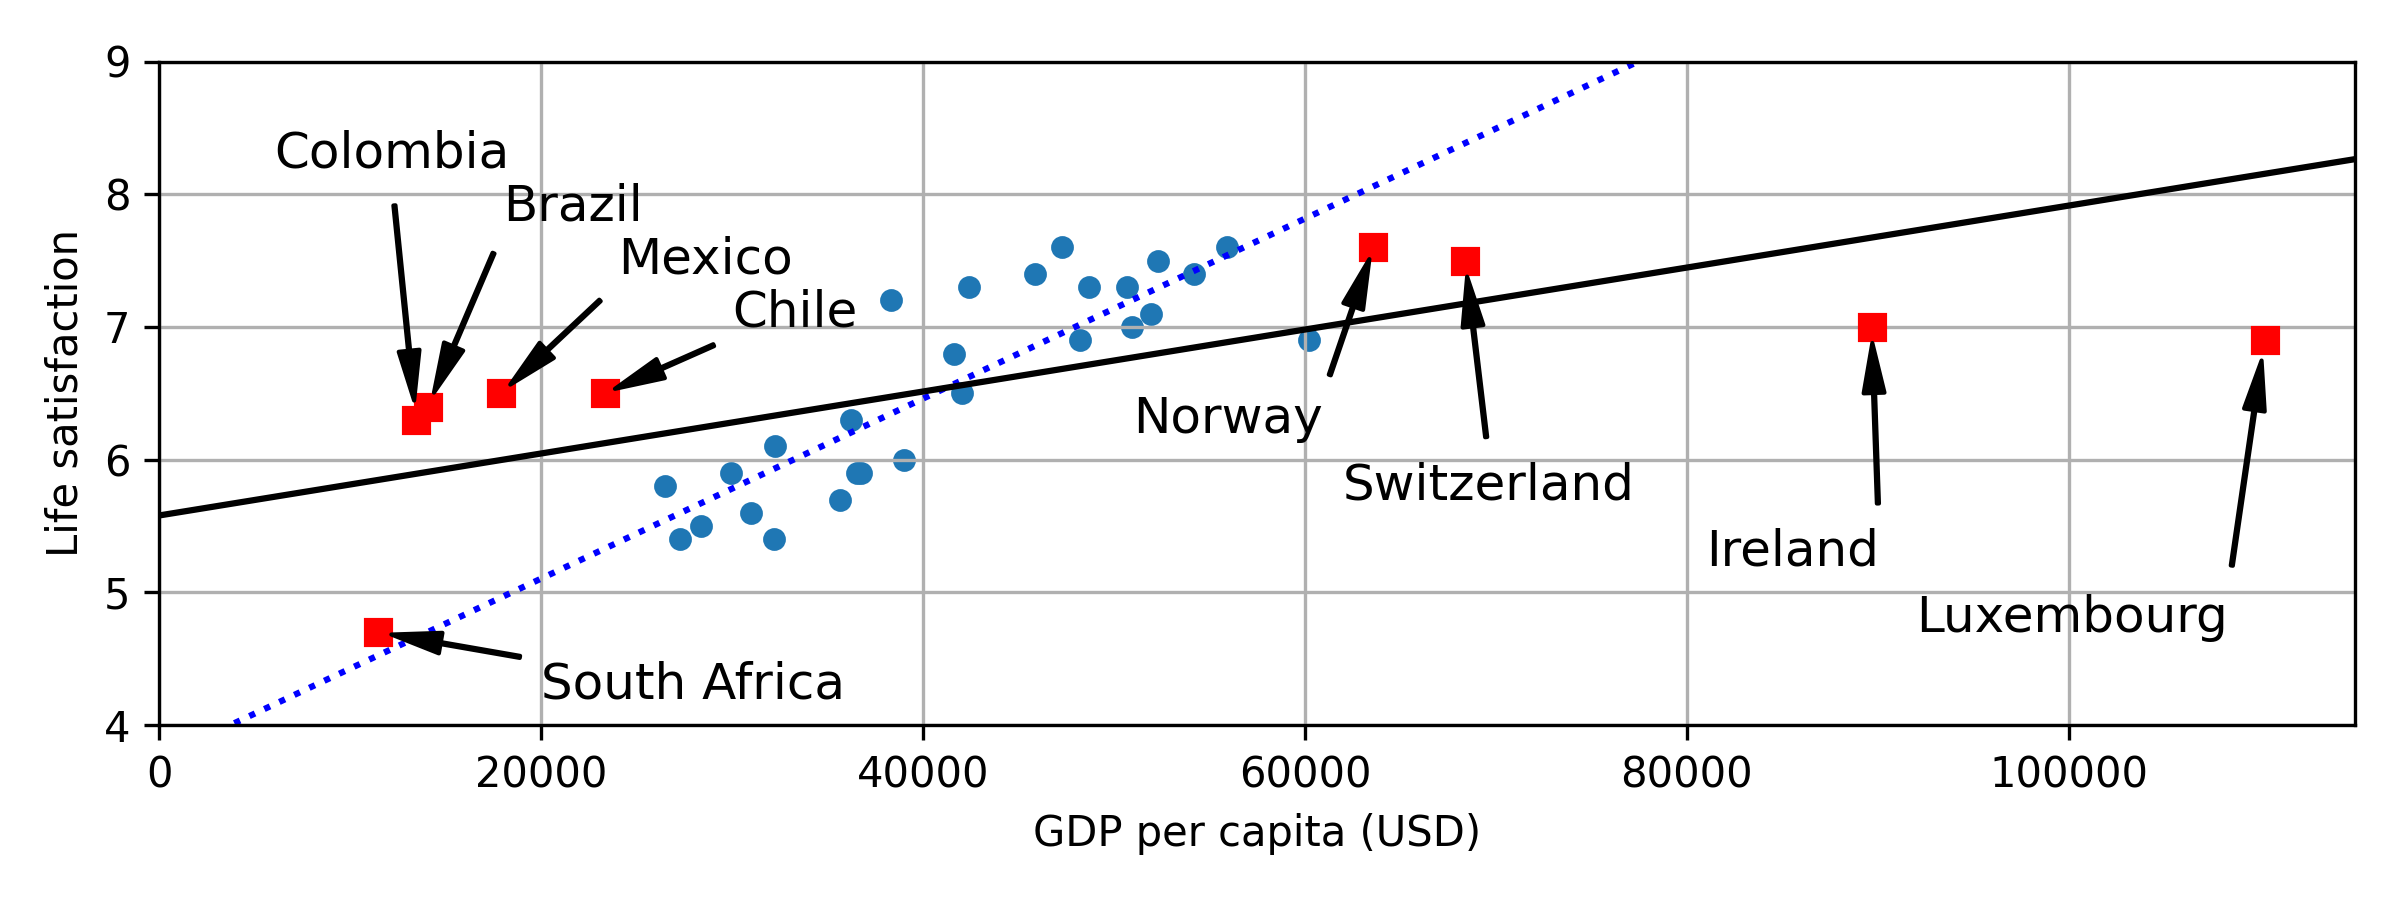 9
Colombia
8
Brazil
Mexico
Chile
7
Norway
6
Switzerland
Ireland
5
Luxembourg
South Africa
4
Life satisfaction
0 20000 40000 60000 80000 100000
GDP per capita (USD)